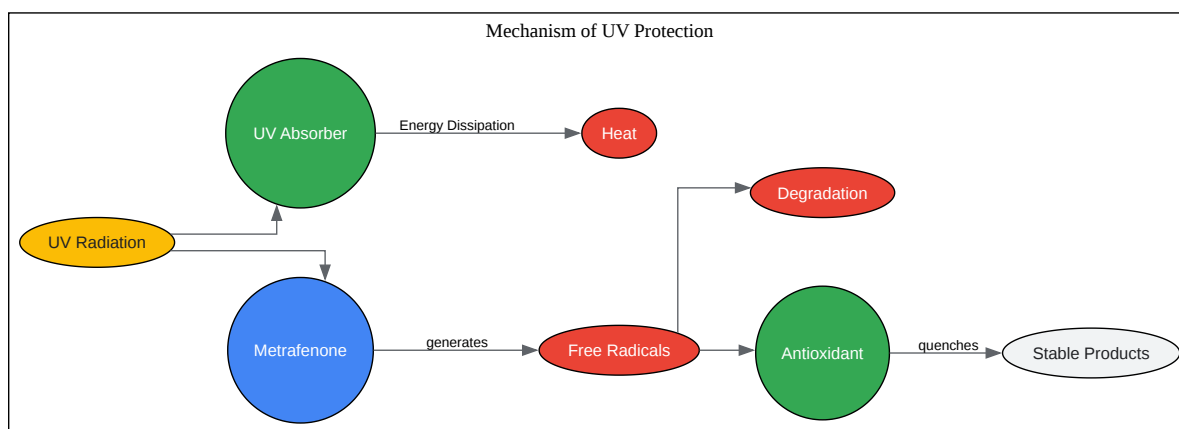 Mechanism of UV Protection
UV Absorber
Energy Dissipation
Heat
Degradation
UV Radiation
Metrafenone
generates
Free Radicals
Antioxidant
quenches
Stable Products